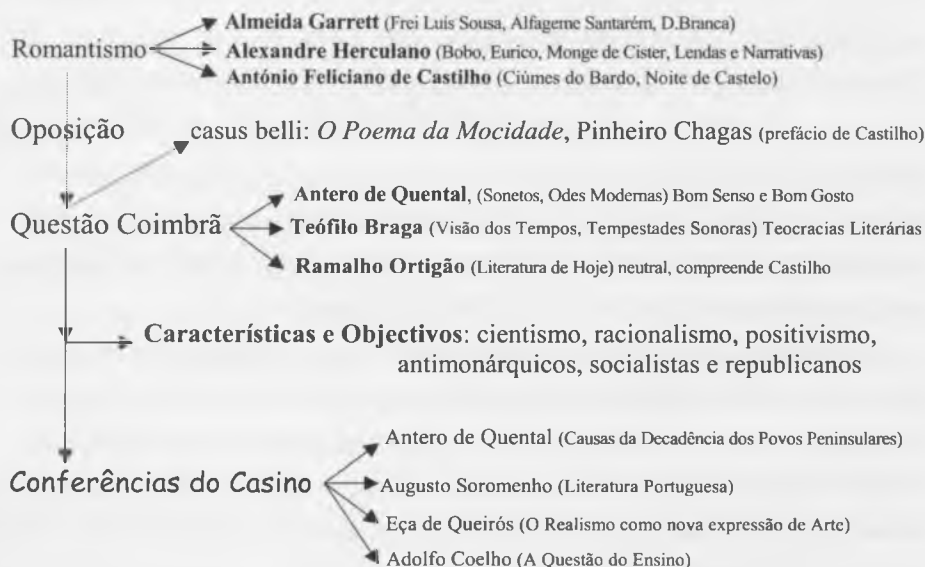 Almeida Garrett (Frei Luís Sousa, Alfageme Santarém, D.Branca)
Romantismo
Alexandre Herculano (Bobo, Eurico, Monge de Cister, Lendas e Narrativas)
António Feliciano de Castilho (Ciúmes do Bardo, Noite de Castelo)
Oposição
casus belli: O Poema da Mocidade, Pinheiro Chagas (prefácio de Castilho)
Antero de Quental, (Sonetos, Odes Modernas) Bom Senso e Bom Gosto
Questão Coimbrã
Teófilo Braga (Visão dos Tempos, Tempestades Sonoras) Teocracias Literárias
Ramalho Ortigão (Literatura de Hoje) neutral, compreende Castilho
Características e Objectivos: cientismo, racionalismo, positivismo,
antimonárquicos, socialistas e republicanos
Antero de Quental (Causas da Decadência dos Povos Peninsulares)
Conferências do Casino
Augusto Soromenho (Literatura Portuguesa)
Eça de Queirós (O Realismo como nova expressão de Arte)
Adolfo Coelho (A Questão do Ensino)